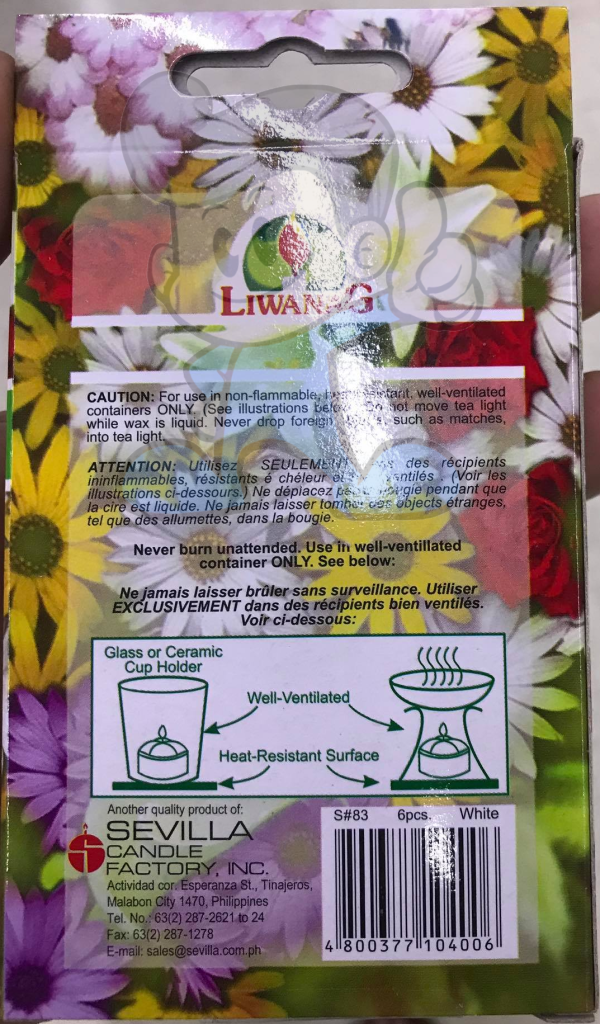 LIWANAG
CAUTION: For use in non-flammable, heat-resistant, well-ventilated
containers ONLY. (See illustrations below.) Do not move tea light
while wax is liquid. Never drop foreign, such as matches,
into tea light.
ATTENTION: Utilisez SEULEMENT des récipients
ininflammables, résistants é chéleur et ventilés . (Voir les
illustrations ci-dessours.) Ne dépiacez bougie pendant que
la cire est liquide. Ne jamais laisser tomber des objects étranges,
tel que des allumettes, dans la bougie.
Never burn unattended. Use in well-ventillated
container ONLY. See below:
Ne jamais laisser brûler sans surveillance. Utiliser
EXCLUSIVEMENT dans des récipients bien ventilés.
Voir ci-dessous:
Glass or Ceramic
Cup Holder
Well-Ventilated
Heat-Resistant Surface
Another quality product of:
SEVILLA
CANDLE
FACTORY, INC.
Actividad cor. Esperanza St., Tinajeros,
Malabon City 1470, Philippines
Tel. No.: 63(2) 287-2621 to 24
Fax: 63(2) 287-1278
E-mail: sales@sevilla.com.ph
S#83 6pcs. White
4 800377 104006